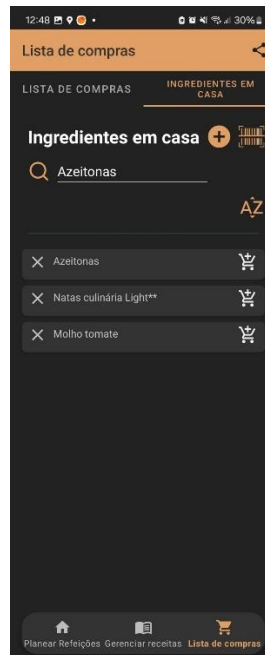 12:48 30%
Lista de compras
LISTA DE COMPRAS
INGREDIENTES EM
CASA
Ingredientes em casa
Azeitonas
AZ
Azeitonas
Natas culinária Light**
Molho tomate
Planear Refeições Gerenciar receitas Lista de compras